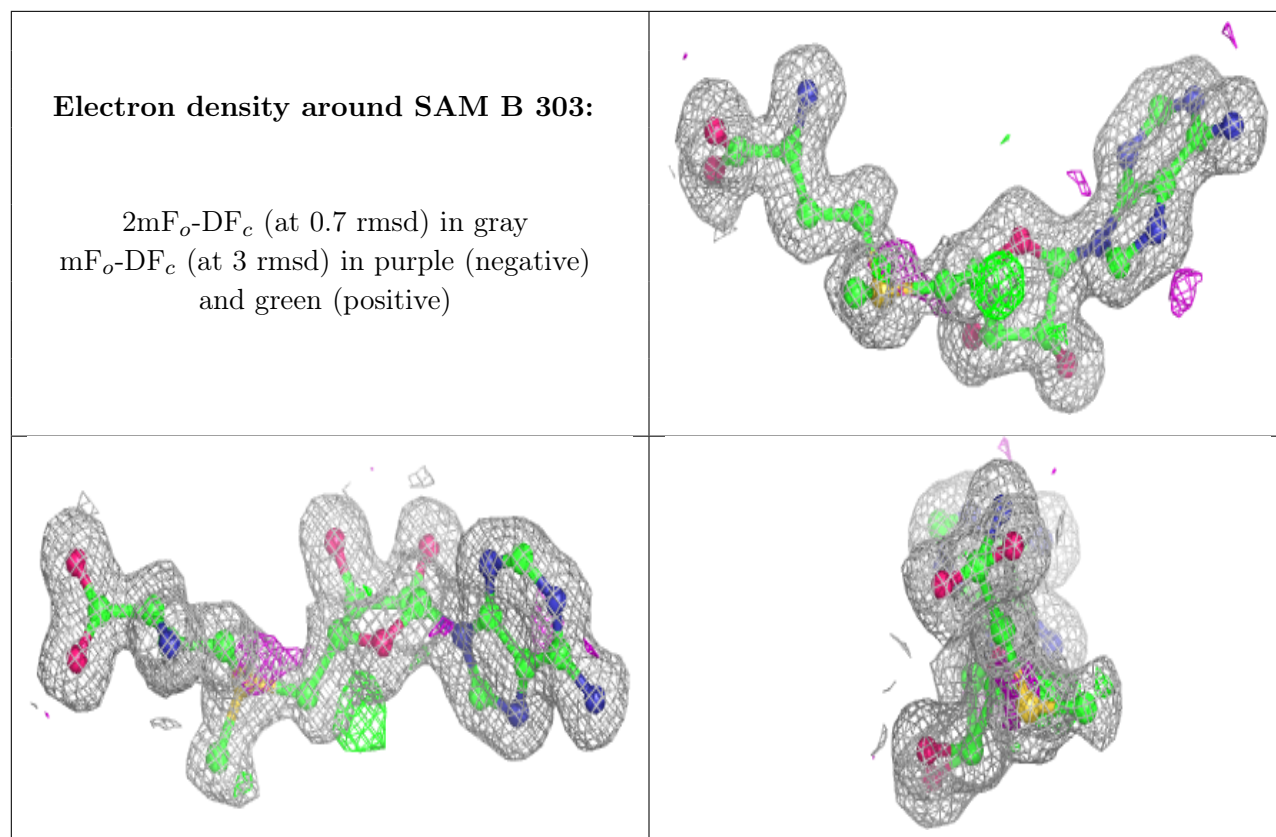 Electron density around SAM B 303:
2mFₒ-DF𝒸 (at 0.7 rmsd) in gray
mFₒ-DF𝒸 (at 3 rmsd) in purple (negative)
and green (positive)